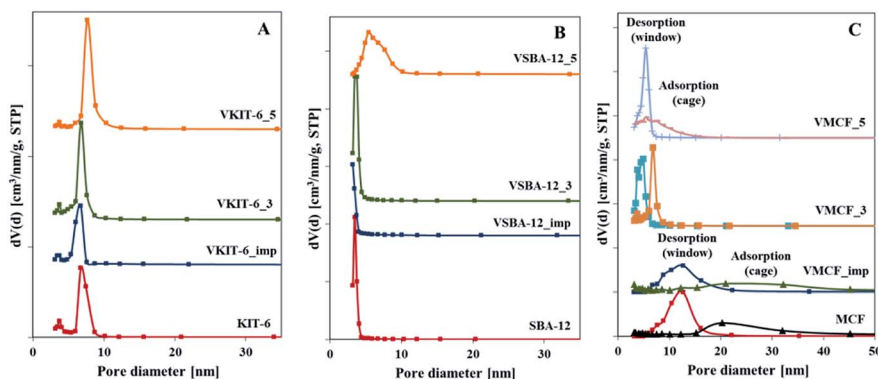 A
dV(d) [cm³/nm/g, STP]
VKIT-6_5
VKIT-6_3
VKIT-6_imp
KIT-6
0
10
20
30
Pore diameter [nm]
B
dV(d) [cm³/nm/g, STP]
VSBA-12_5
VSBA-12_3
VSBA-12_imp
SBA-12
0
10
20
30
Pore diameter [nm]
C
dV(d) [cm³/nm/g, STP]
Desorption
(window)
Adsorption
(cage)
VMCF_5
VMCF_3
Desorption
(window)
Adsorption
(cage)
VMCF_imp
MCF
0
10
20
30
40
50
Pore diameter [nm]